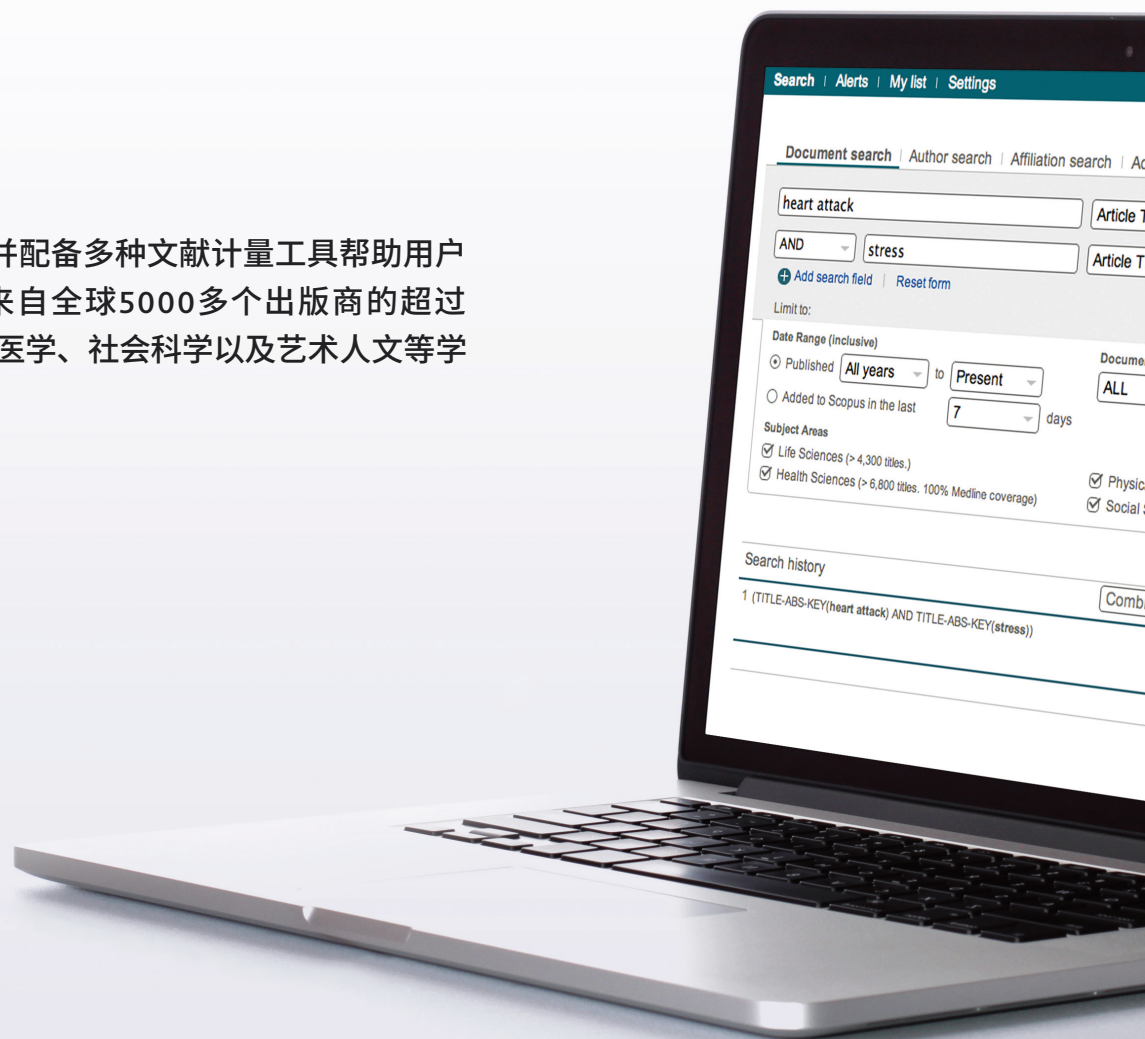 并配备多种文献计量工具帮助用户
来自全球5000多个出版商的超过
医学、社会科学以及艺术人文等学
Search | Alerts | My list | Settings
Document search | Author search | Affiliation search |
heart attack
Article
AND stress
Article
Add search field | Reset form
Limit to:
Date Range (inclusive)
Published All years to Present
ALL
Added to Scopus in the last 7 days
Subject Areas
Life Sciences (> 4,300 titles.)
Health Sciences (> 6,800 titles. 100% Medline coverage)
Social
Search history
1 (TITLE-ABS-KEY(heart attack) AND TITLE-ABS-KEY(stress))